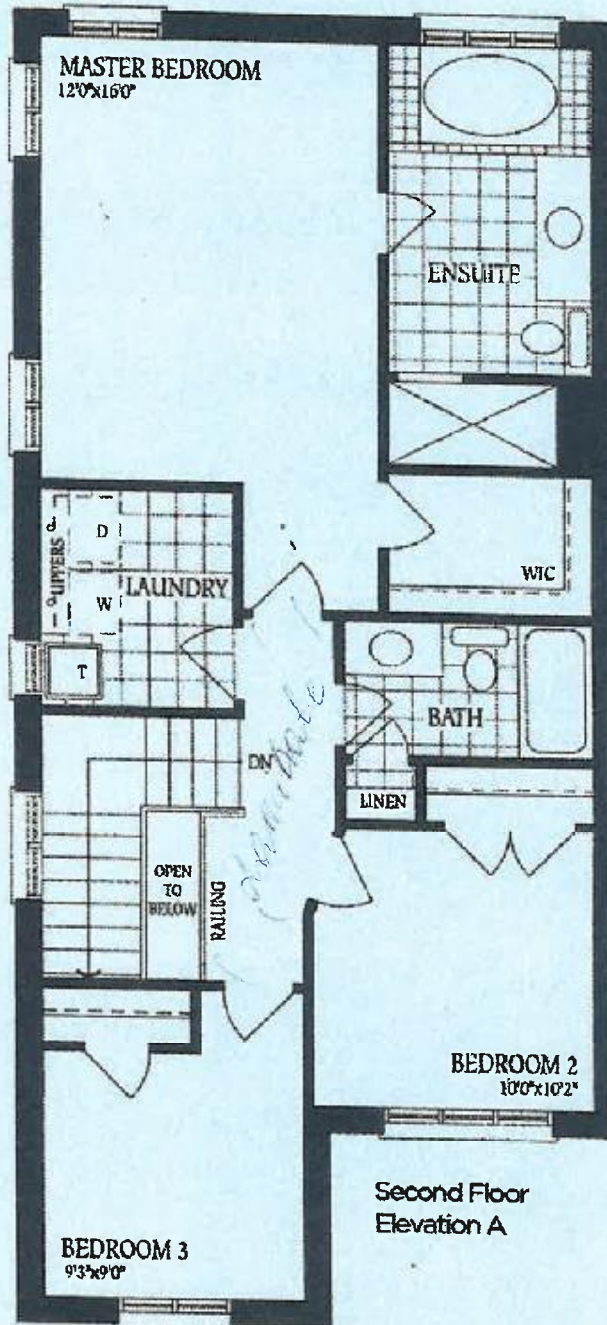 MASTER BEDROOM
12'0"x16'0"
ENSUITE
UPPERS
D
W
LAUNDRY
T
WIC
BATH
DN
LINEN
OPEN
TO
BELOW
RAILING
BEDROOM 2
10'0"x10'2"
BEDROOM 3
9'3"x9'0"
Second Floor
Elevation A